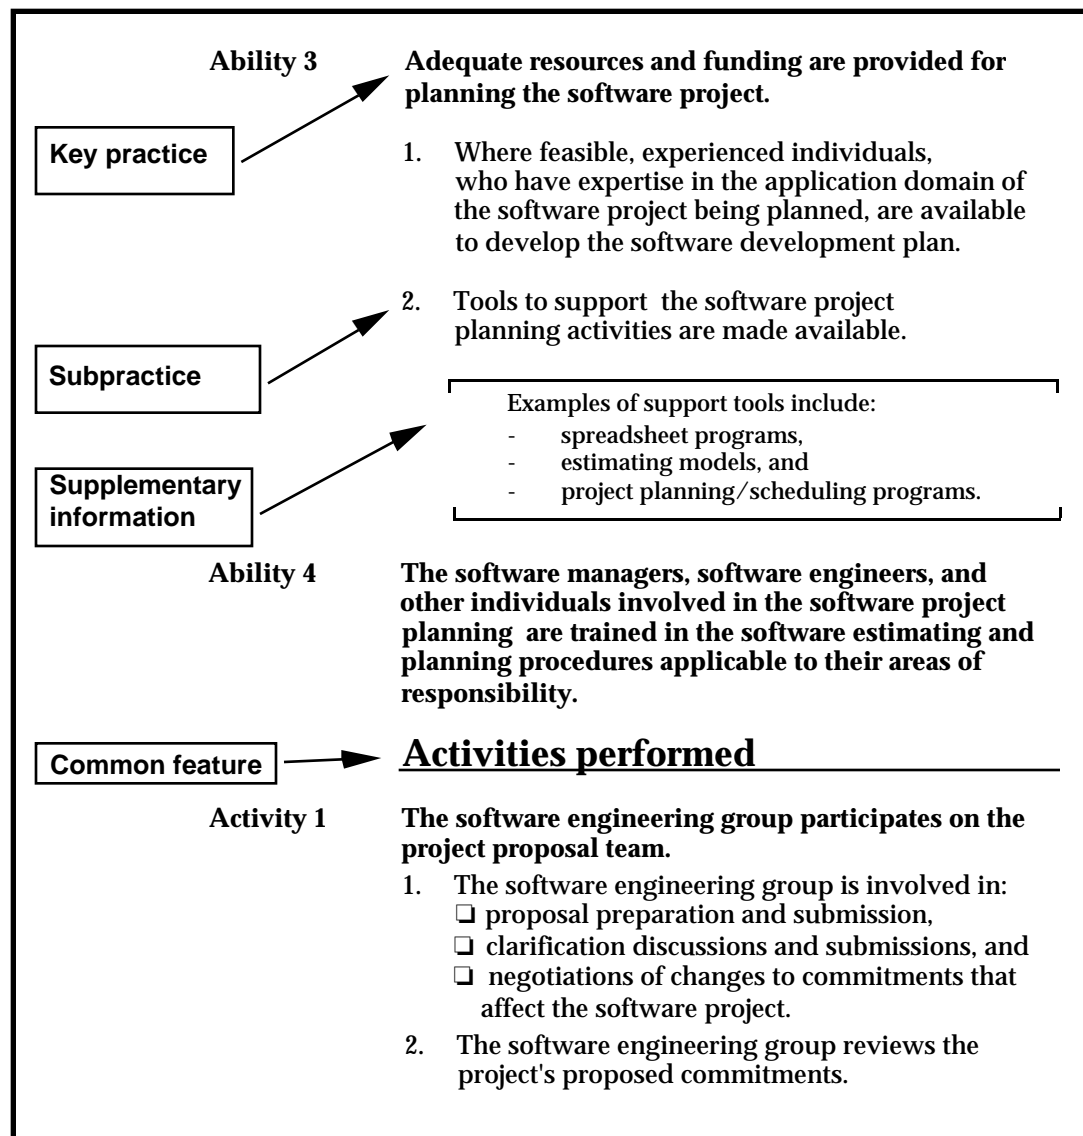 Ability 3 Adequate resources and funding are provided for
planning the software project.
Key practice
1. Where feasible, experienced individuals,
who have expertise in the application domain of
the software project being planned, are available
to develop the software development plan.
2. Tools to support the software project
planning activities are made available.
Subpractice
Examples of support tools include:
- spreadsheet programs,
- estimating models, and
- project planning/scheduling programs.
Supplementary
information
Ability 4 The software managers, software engineers, and
other individuals involved in the software project
planning are trained in the software estimating and
planning procedures applicable to their areas of
responsibility.
Common feature
Activities performed
Activity 1 The software engineering group participates on the
project proposal team.
1. The software engineering group is involved in:
❏ proposal preparation and submission,
❏ clarification discussions and submissions, and
❏ negotiations of changes to commitments that
affect the software project.
2. The software engineering group reviews the
project's proposed commitments.